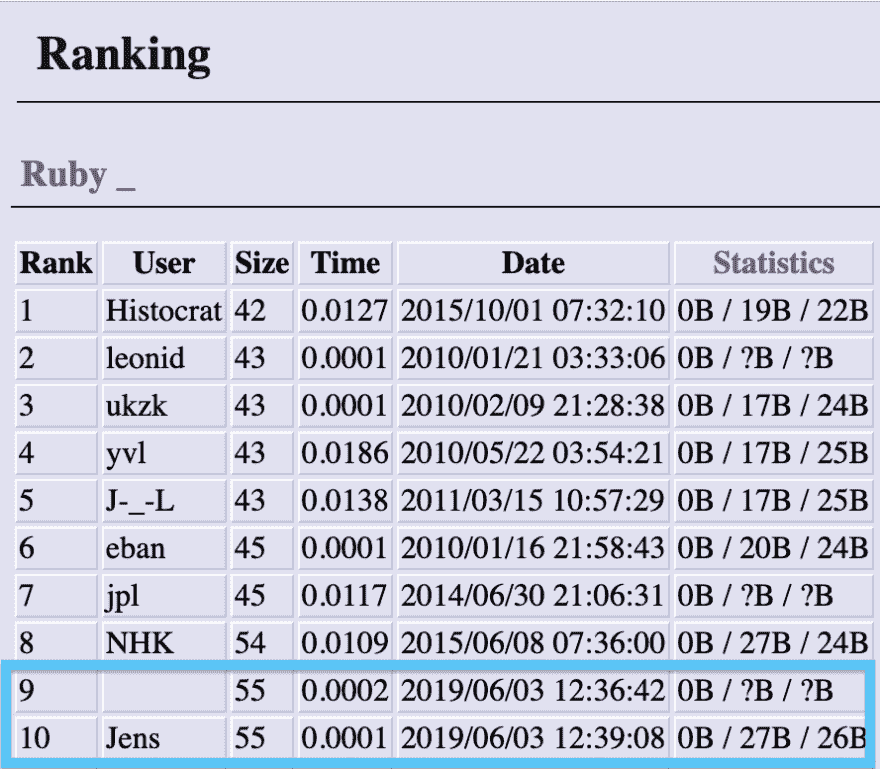 Ranking
Ruby _
Rank User Size Time Date Statistics
1 Histocrat 42 0.0127 2015/10/01 07:32:10 0B / 19B / 22B
2 leonid 43 0.0001 2010/01/21 03:33:06 0B / ?B / ?B
3 ukzk 43 0.0001 2010/02/09 21:28:38 0B / 17B / 24B
4 yvl 43 0.0186 2010/05/22 03:54:21 0B / 17B / 25B
5 J-_-L 43 0.0138 2011/03/15 10:57:29 0B / 17B / 25B
6 eban 45 0.0001 2010/01/16 21:58:43 0B / 20B / 24B
7 jpl 45 0.0117 2014/06/30 21:06:31 0B / ?B / ?B
8 NHK 54 0.0109 2015/06/08 07:36:00 0B / 27B / 24B
9 55 0.0002 2019/06/03 12:36:42 0B / ?B / ?B
10 Jens 55 0.0001 2019/06/03 12:39:08 0B / 27B / 26B